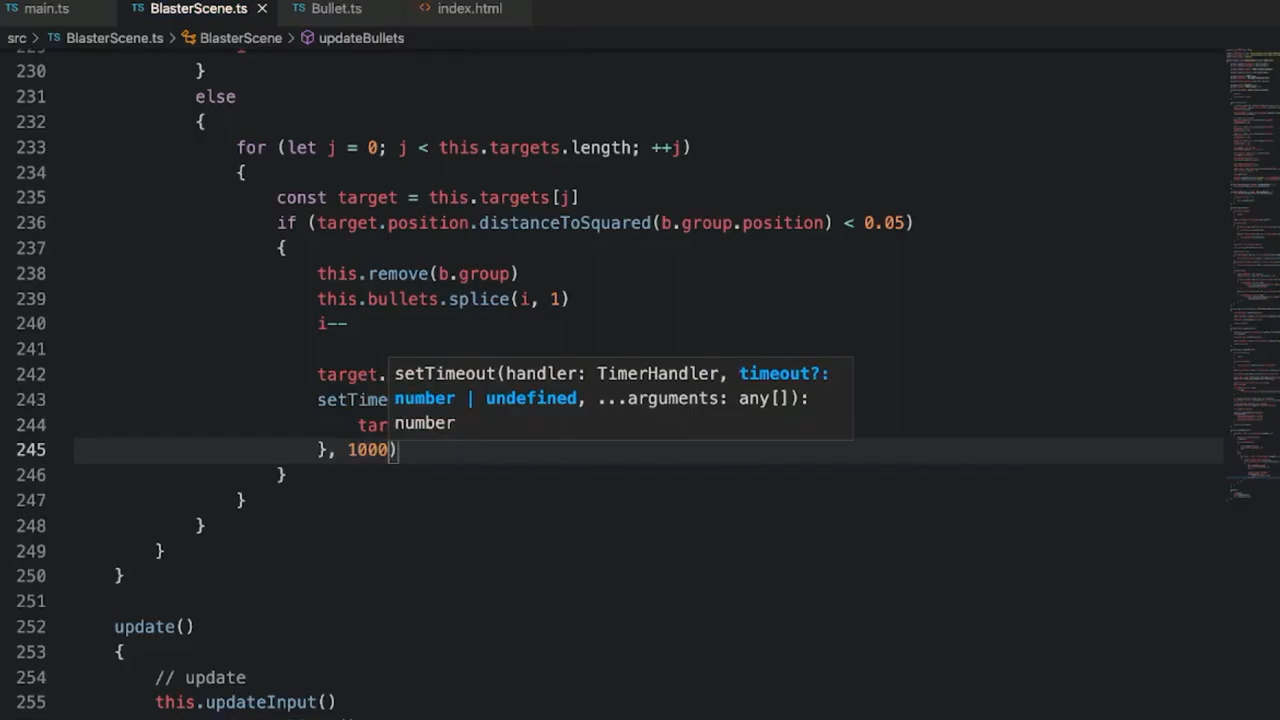 TS main.ts TS BlasterScene.ts × TS Bullet.ts <> index.html
src > TS BlasterScene.ts > BlasterScene > updateBullets
230 }
231 else
232 {
233 for (let j = 0; j < this.targets.length; ++j)
234 {
235 const target = this.targets[j]
236 if (target.position.distanceToSquared(b.group.position) < 0.05)
237 {
238 this.remove(b.group)
239 this.bullets.splice(i, 1)
240 i--
241
setTimeout(handler: TimerHandler, timeout?:
242 target.
number | undefined, ...arguments: any[]):
243 setTime
number
244 tar
245 }, 1000)
246 }
247 }
248 }
249 }
250 }
251
252 update()
253 {
254 // update
255 this.updateInput()